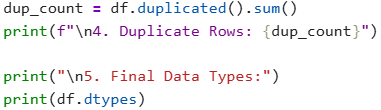 dup_count = df.duplicated().sum()
print(f"\n4. Duplicate Rows: {dup_count}")
print("\n5. Final Data Types:")
print(df.dtypes)